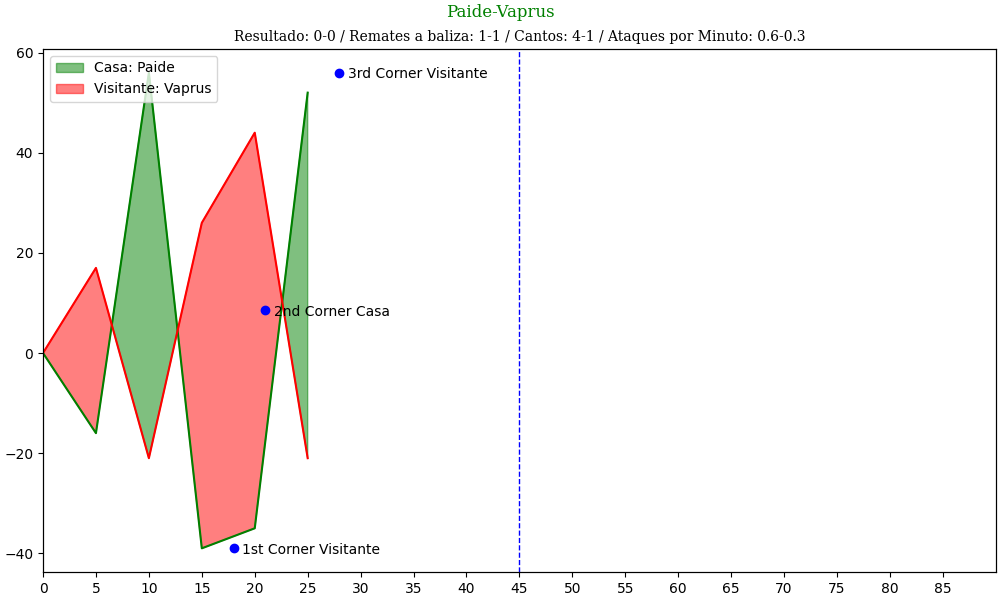 Paide-Vaprus
Resultado: 0-0 / Remates a baliza: 1-1 / Cantos: 4-1 / Ataques por Minuto: 0.6-0.3
Casa: Paide
Visitante: Vaprus
60
40
20
0
−20
−40
3rd Corner Visitante
2nd Corner Casa
1st Corner Visitante
0 5 10 15 20 25 30 35 40 45 50 55 60 65 70 75 80 85